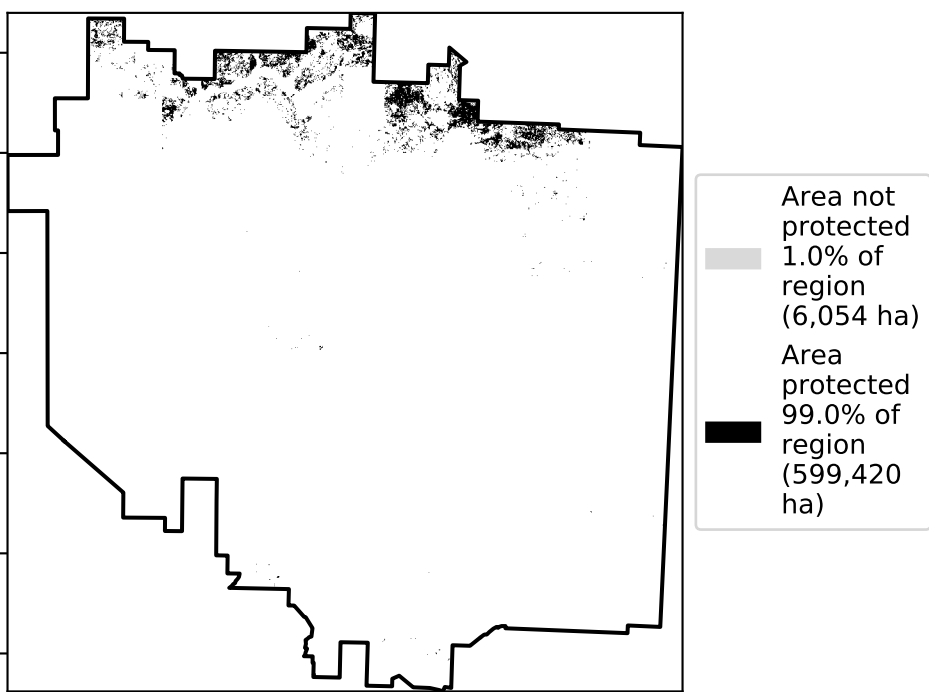 Area not
protected
1.0% of
region
(6,054 ha)
Area
protected
99.0% of
region
(599,420
ha)